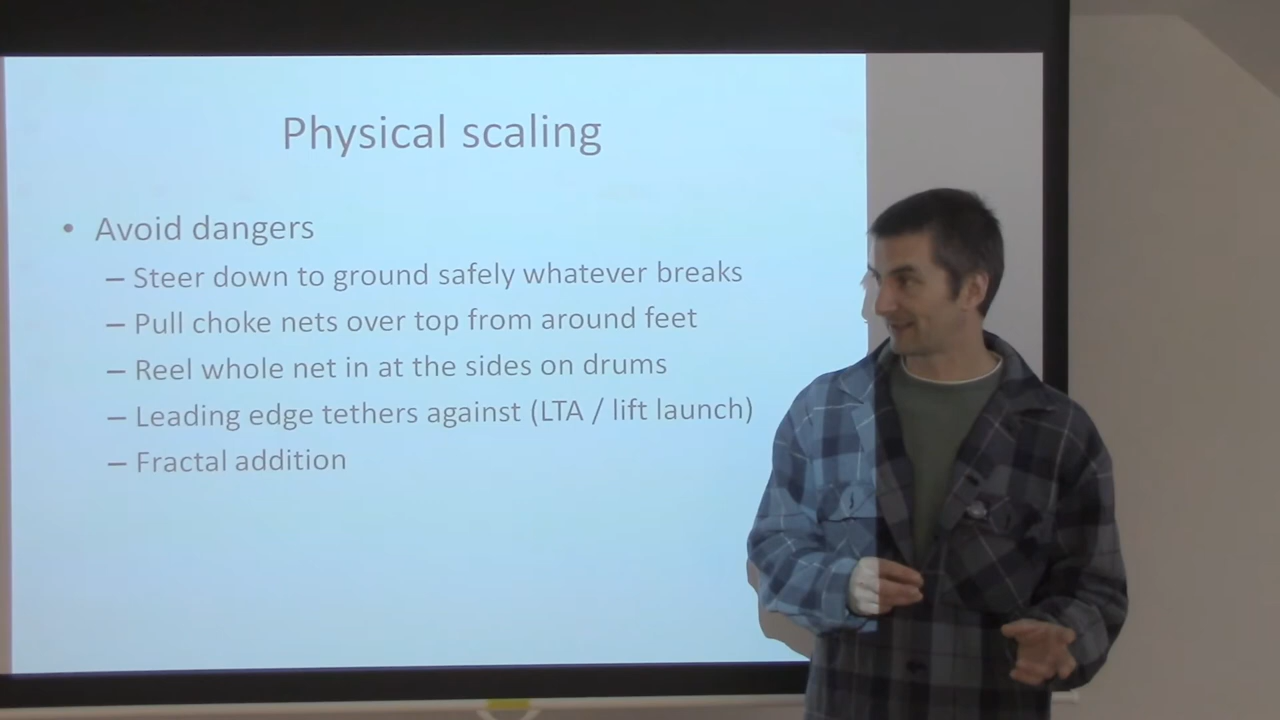 Physical scaling
• Avoid dangers
– Steer down to ground safely whatever breaks
– Pull choke nets over top from around feet
– Reel whole net in at the sides on drums
– Leading edge tethers against (LTA / lift launch)
– Fractal addition